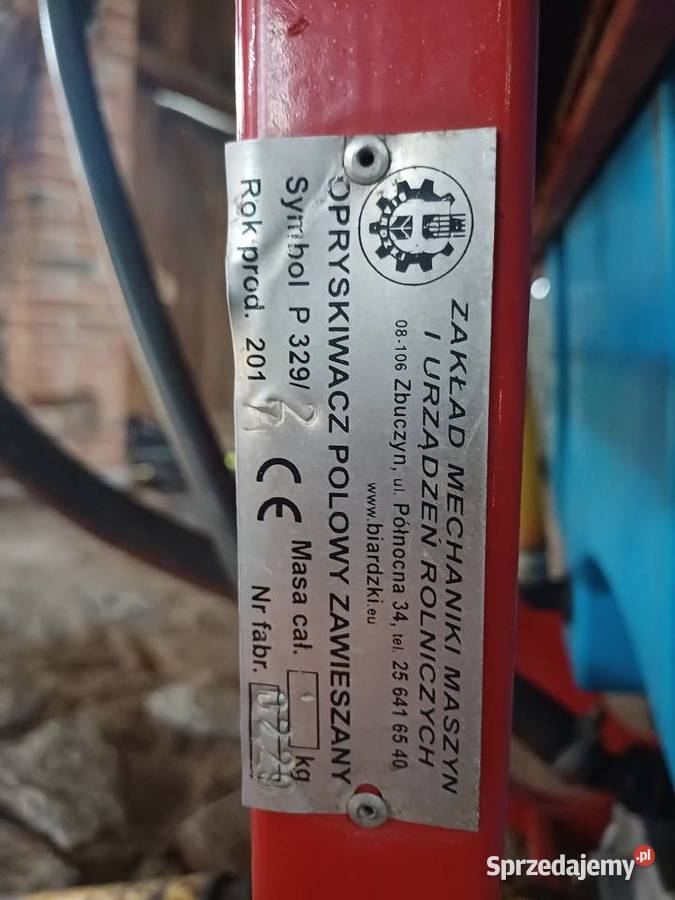 ZAKŁAD MECHANIKI MASZYN
I URZĄDZEŃ ROLNICZYCH
08-106 Zbuczyn, ul. Północna 34, tel. 25 641 65 40
www.biardzki.eu
OPRYSKIWACZ POLOWY ZAWIESZANY
Symbol P 329/2 Masa cał. kg
Rok prod. 201 CE Nr fabr.
Sprzedajemy.pl